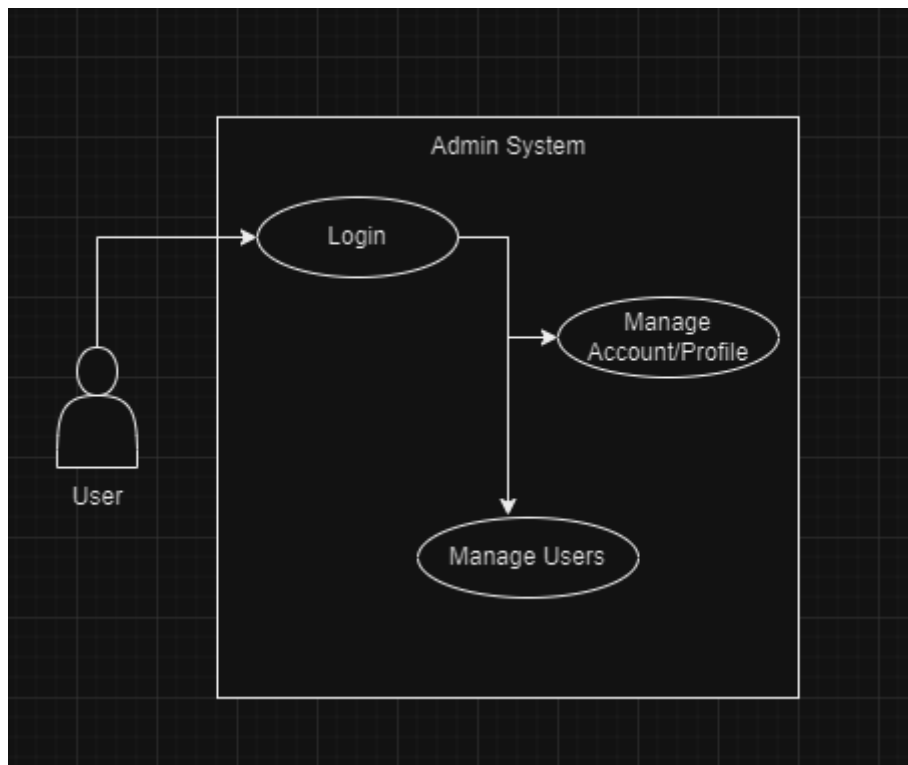 Admin System
Login
Manage
Account/Profile
User
Manage Users